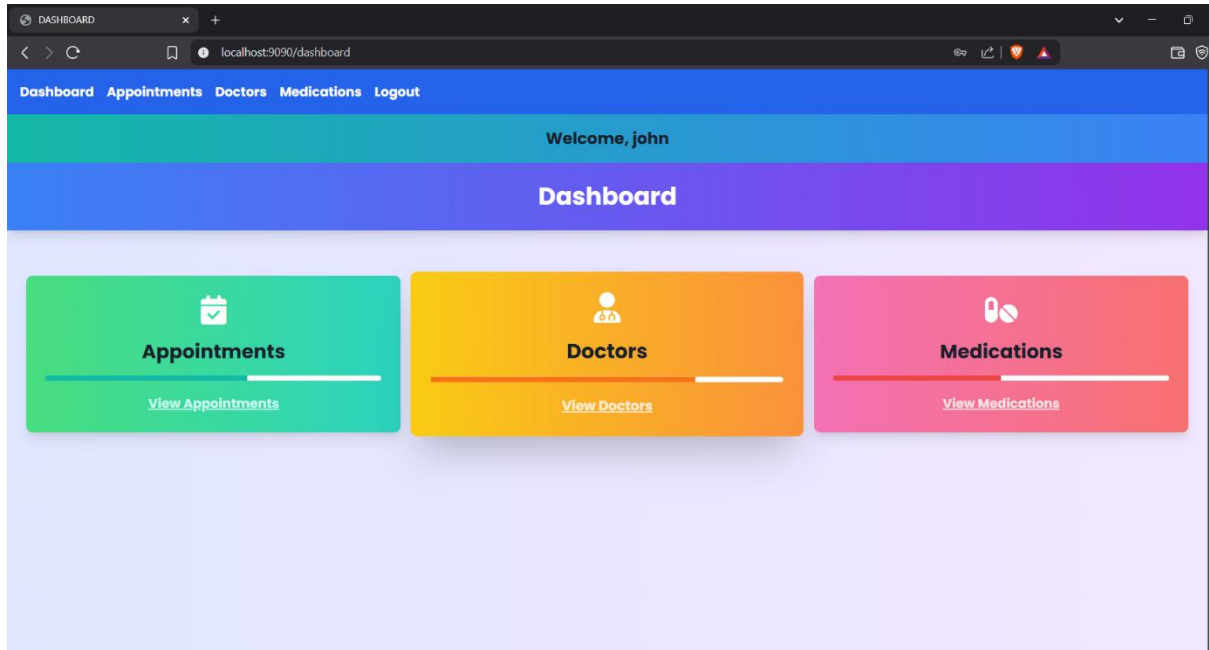 DASHBOARD
localhost:9090/dashboard
Dashboard Appointments Doctors Medications Logout
Welcome, john
Dashboard
Appointments
View Appointments
Doctors
View Doctors
Medications
View Medications